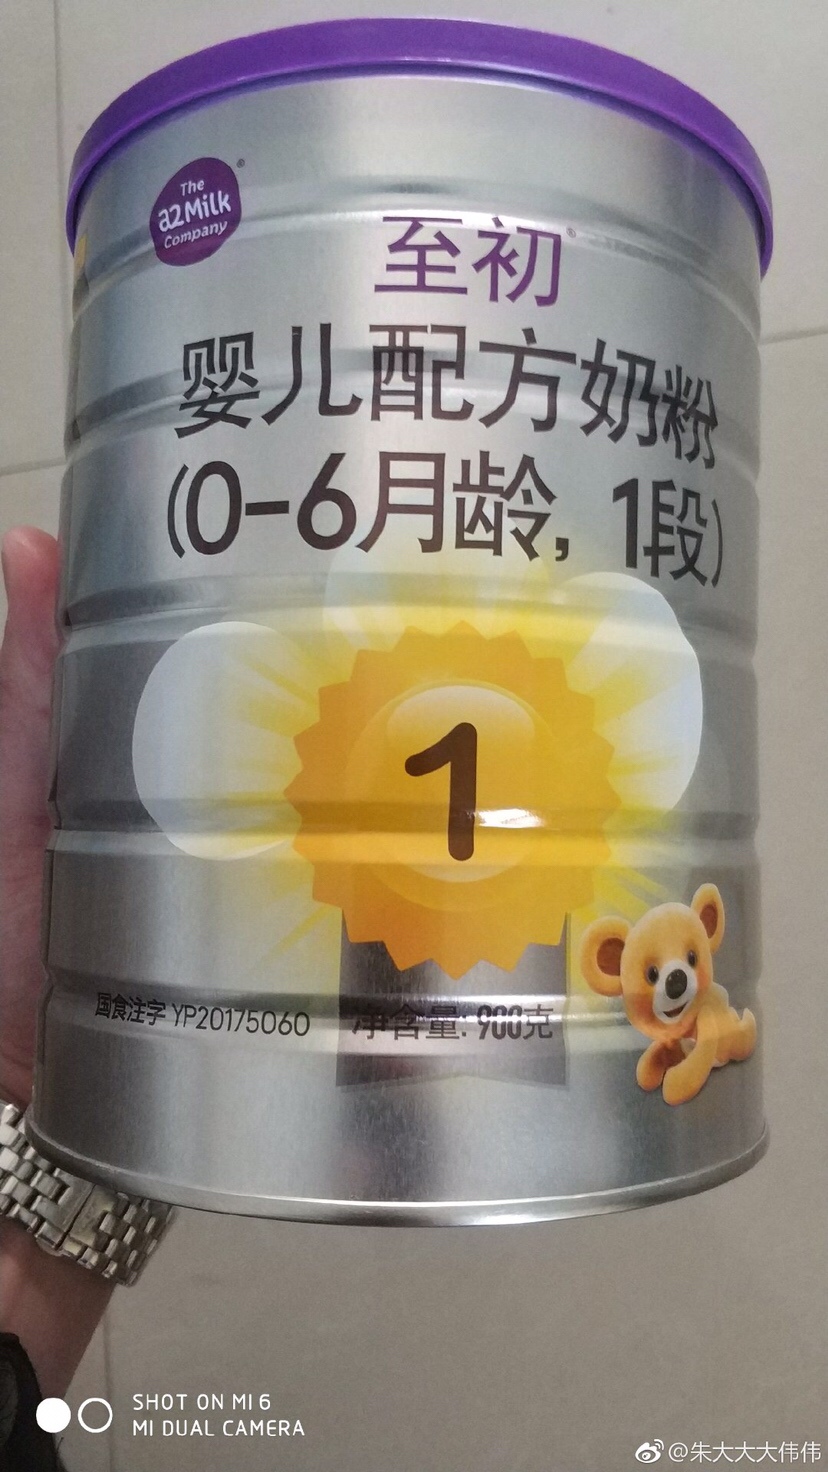 The
a2Milk
Company
®
至初®
婴儿配方奶粉
(0-6月龄，1段)
1
国食注字 YP20175060 净含量: 900克
SHOT ON MI 6
MI DUAL CAMERA
@朱大大大伟伟